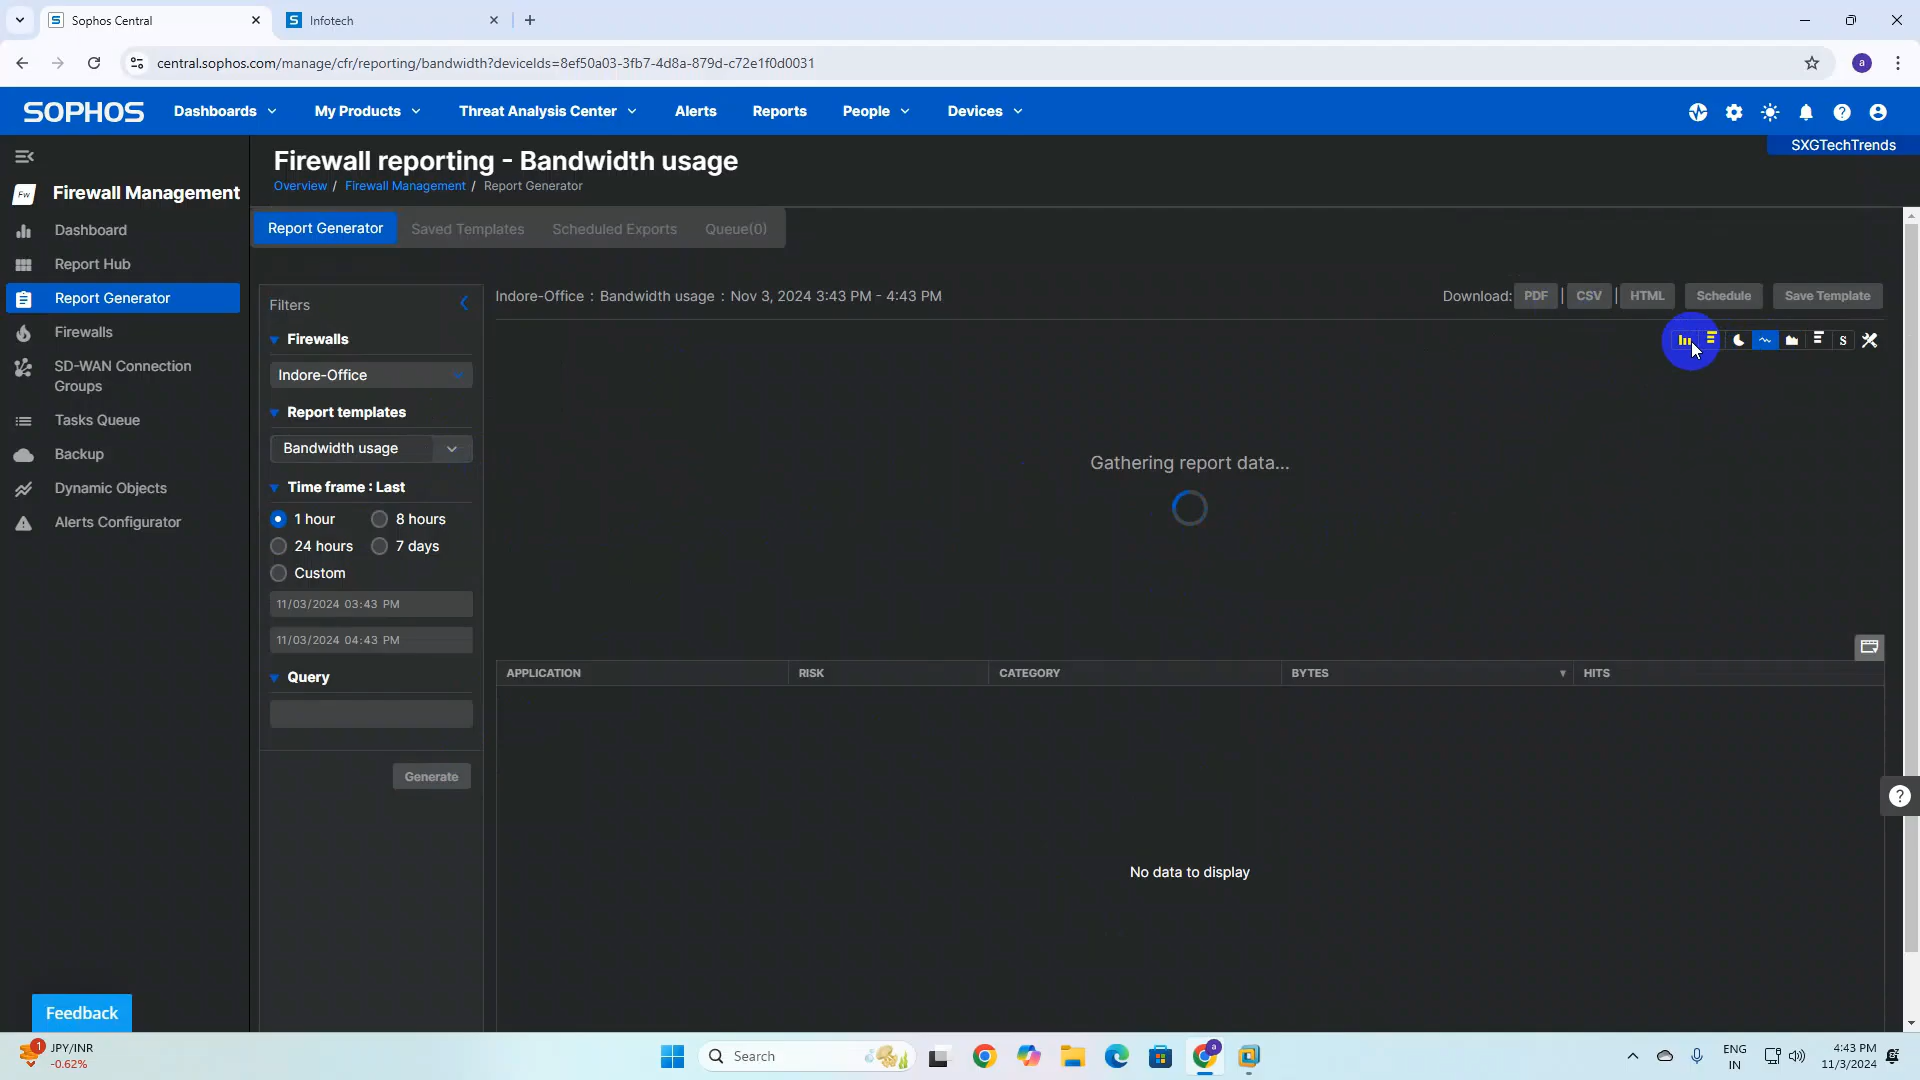 Sophos Central
Infotech
central.sophos.com/manage/cfr/reporting/bandwidth?deviceIds=8ef50a03-3fb7-4d8a-879d-c72e1f0d0031
a
SOPHOS
Dashboards
My Products
Threat Analysis Center
Alerts
Reports
People
Devices
SXGTechTrends
Fw Firewall Management
Dashboard
Report Hub
Report Generator
Firewalls
SD-WAN Connection
Groups
Tasks Queue
Backup
Dynamic Objects
Alerts Configurator
Feedback
Firewall reporting - Bandwidth usage
Overview / Firewall Management / Report Generator
Report Generator
Saved Templates
Scheduled Exports
Queue(0)
Filters
Firewalls
Indore-Office
Report templates
Bandwidth usage
Time frame : Last
1 hour 8 hours
24 hours 7 days
Custom
11/03/2024 03:43 PM
11/03/2024 04:43 PM
Query
Generate
Indore-Office : Bandwidth usage : Nov 3, 2024 3:43 PM - 4:43 PM
Download: PDF | CSV | HTML
Schedule
Save Template
S
Gathering report data...
APPLICATION RISK CATEGORY BYTES HITS
No data to display
?
1
JPY/INR
-0.62%
Search
a
ENG
IN
4:43 PM
11/3/2024